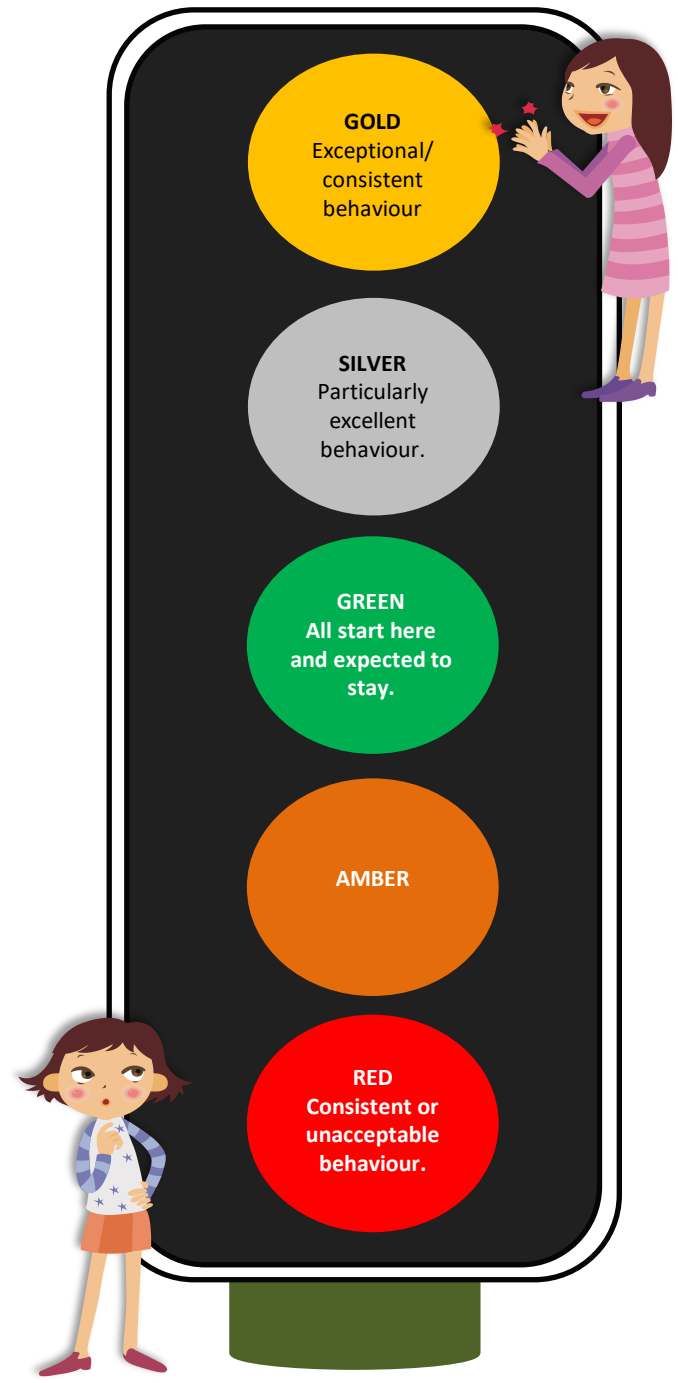 GOLD
Exceptional/
consistent
behaviour
SILVER
Particularly
excellent
behaviour.
GREEN
All start here
and expected to
stay.
AMBER
RED
Consistent or
unacceptable
behaviour.